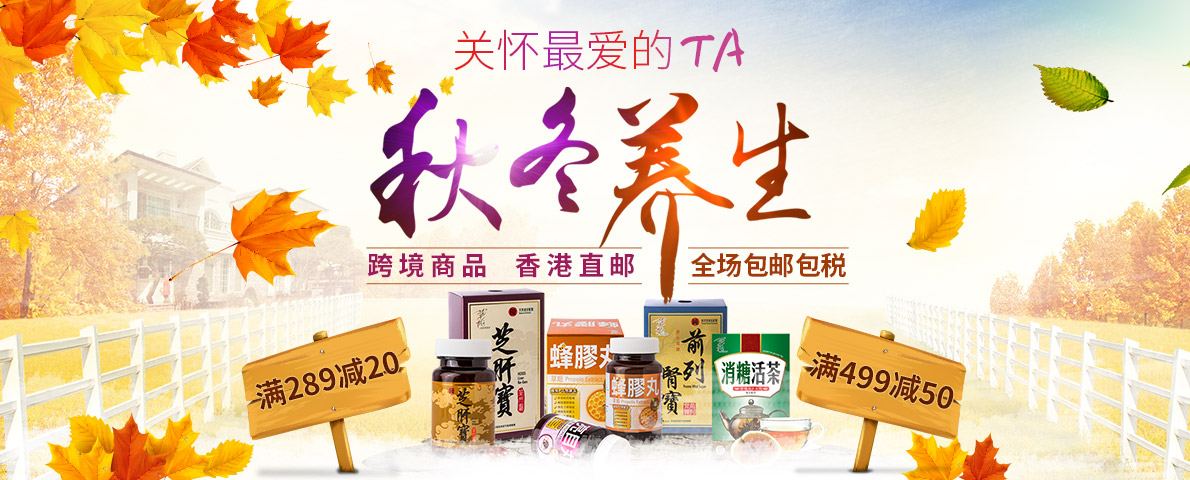 关怀最爱的TA
秋冬养生
跨境商品 香港直邮 全场包邮包税
满289减20
满499减50
芝肝寶
芝肝寶
蜂膠丸
Propolis Extract
蜂膠丸
前列腎寶
消糖活茶